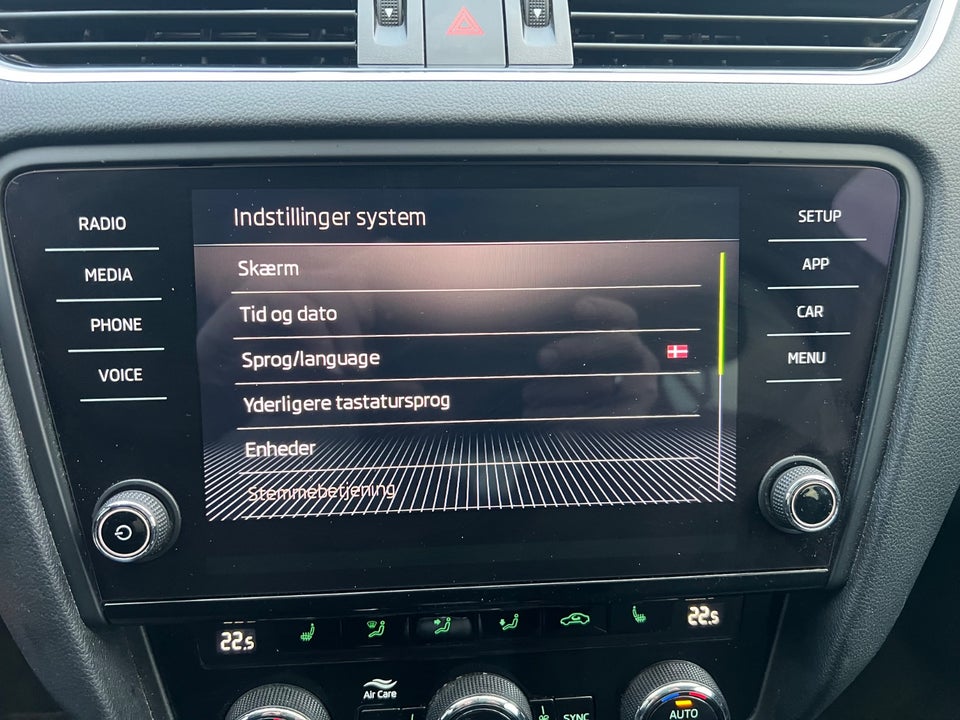 RADIO
MEDIA
PHONE
VOICE
Indstillinger system
Skærm
Tid og dato
Sprog/language
Yderligere tastatursprog
Enheder
Stemmebetjening
SETUP
APP
CAR
MENU
22.5
22.5
Air Care
SYNC
AUTO